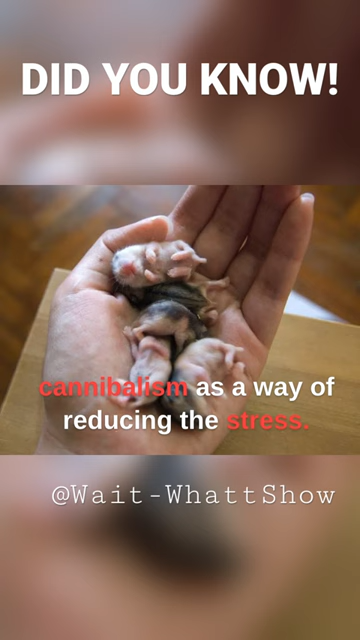 DID YOU KNOW!
cannibalism as a way of
reducing the stress.
@Wait-WhattShow